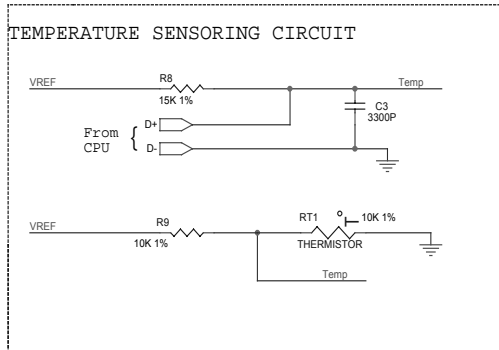 TEMPERATURE SENSORING CIRCUIT
VREF
R8
15K 1%
Temp
C3
3300P
From
CPU
{
D+
D-
VREF
R9
10K 1%
RT1
10K 1%
THERMISTOR
Temp